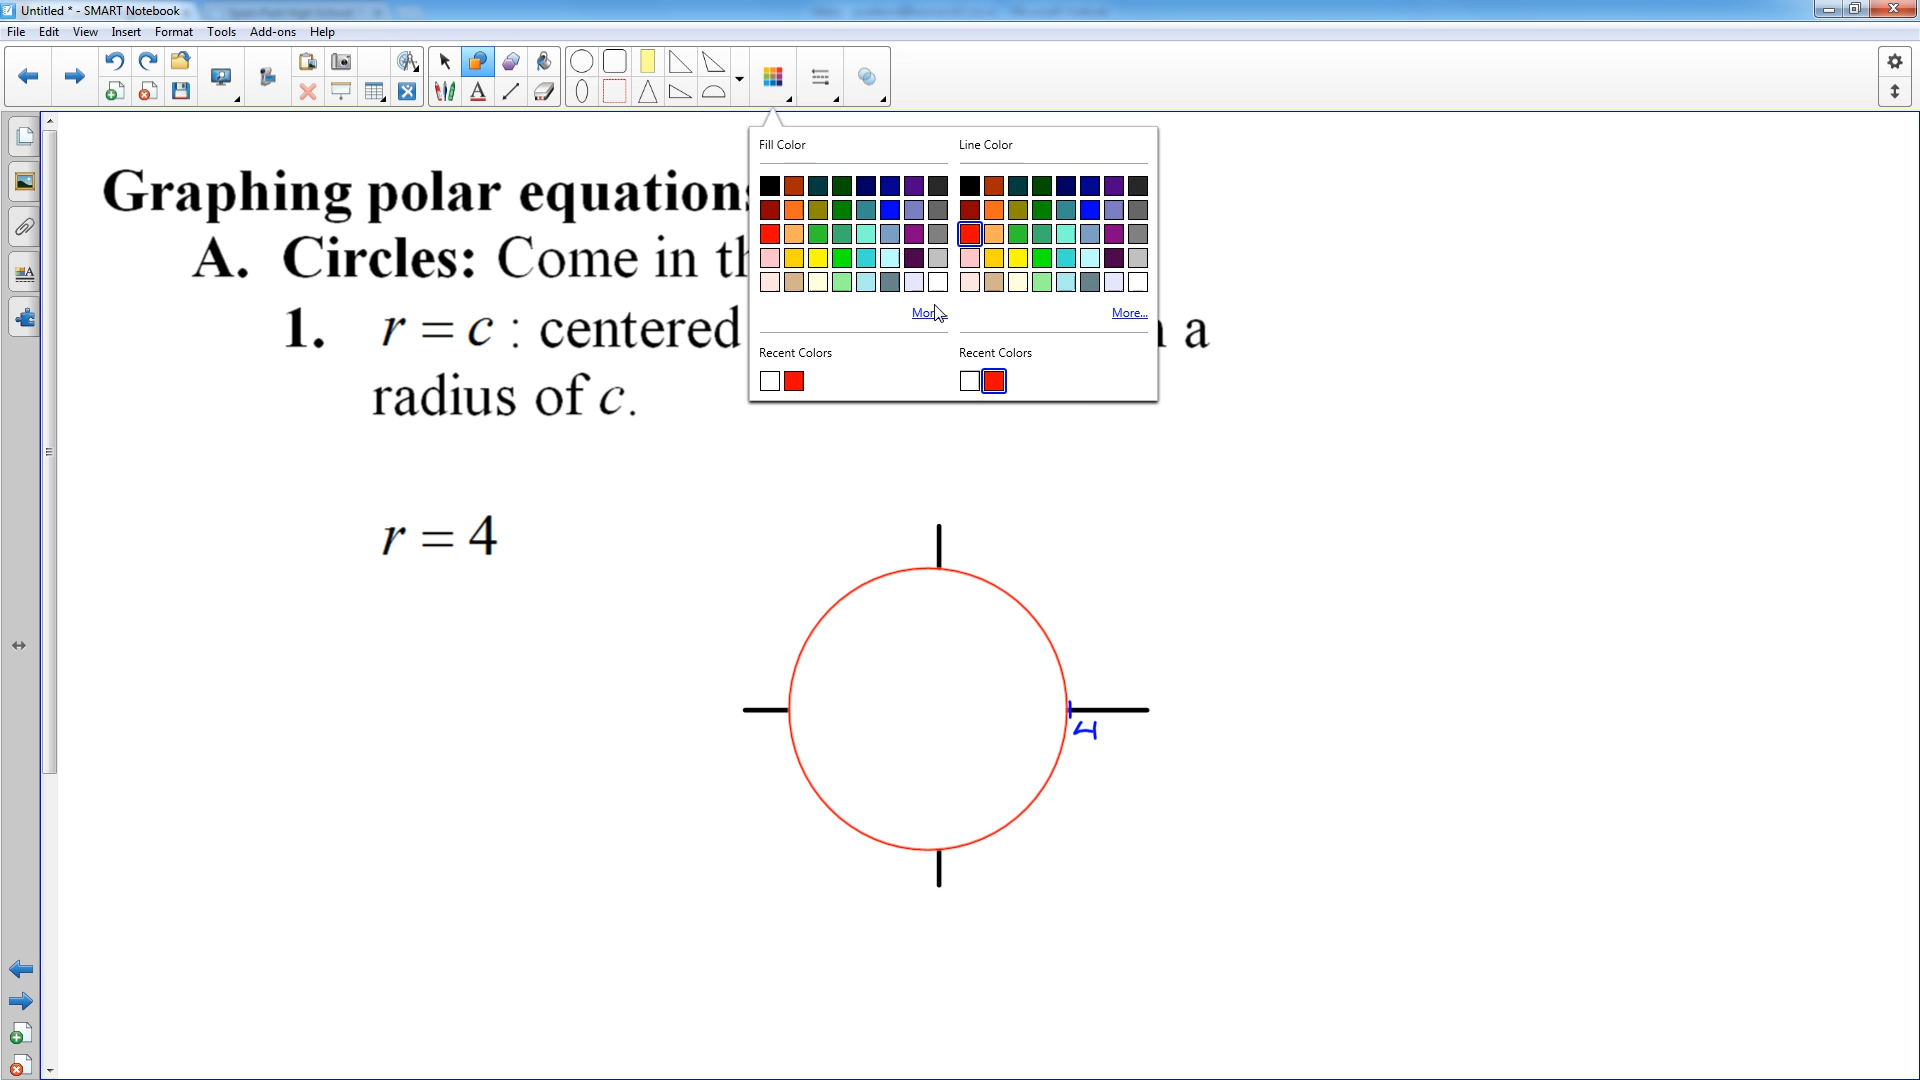 Untitled * - SMART Notebook
File Edit View Insert Format Tools Add-ons Help
Fill Color
Line Color
More...
Recent Colors
Recent Colors
Graphing polar equation
A. Circles: Come in
1. r = c : centered a
radius of c.
r = 4
4